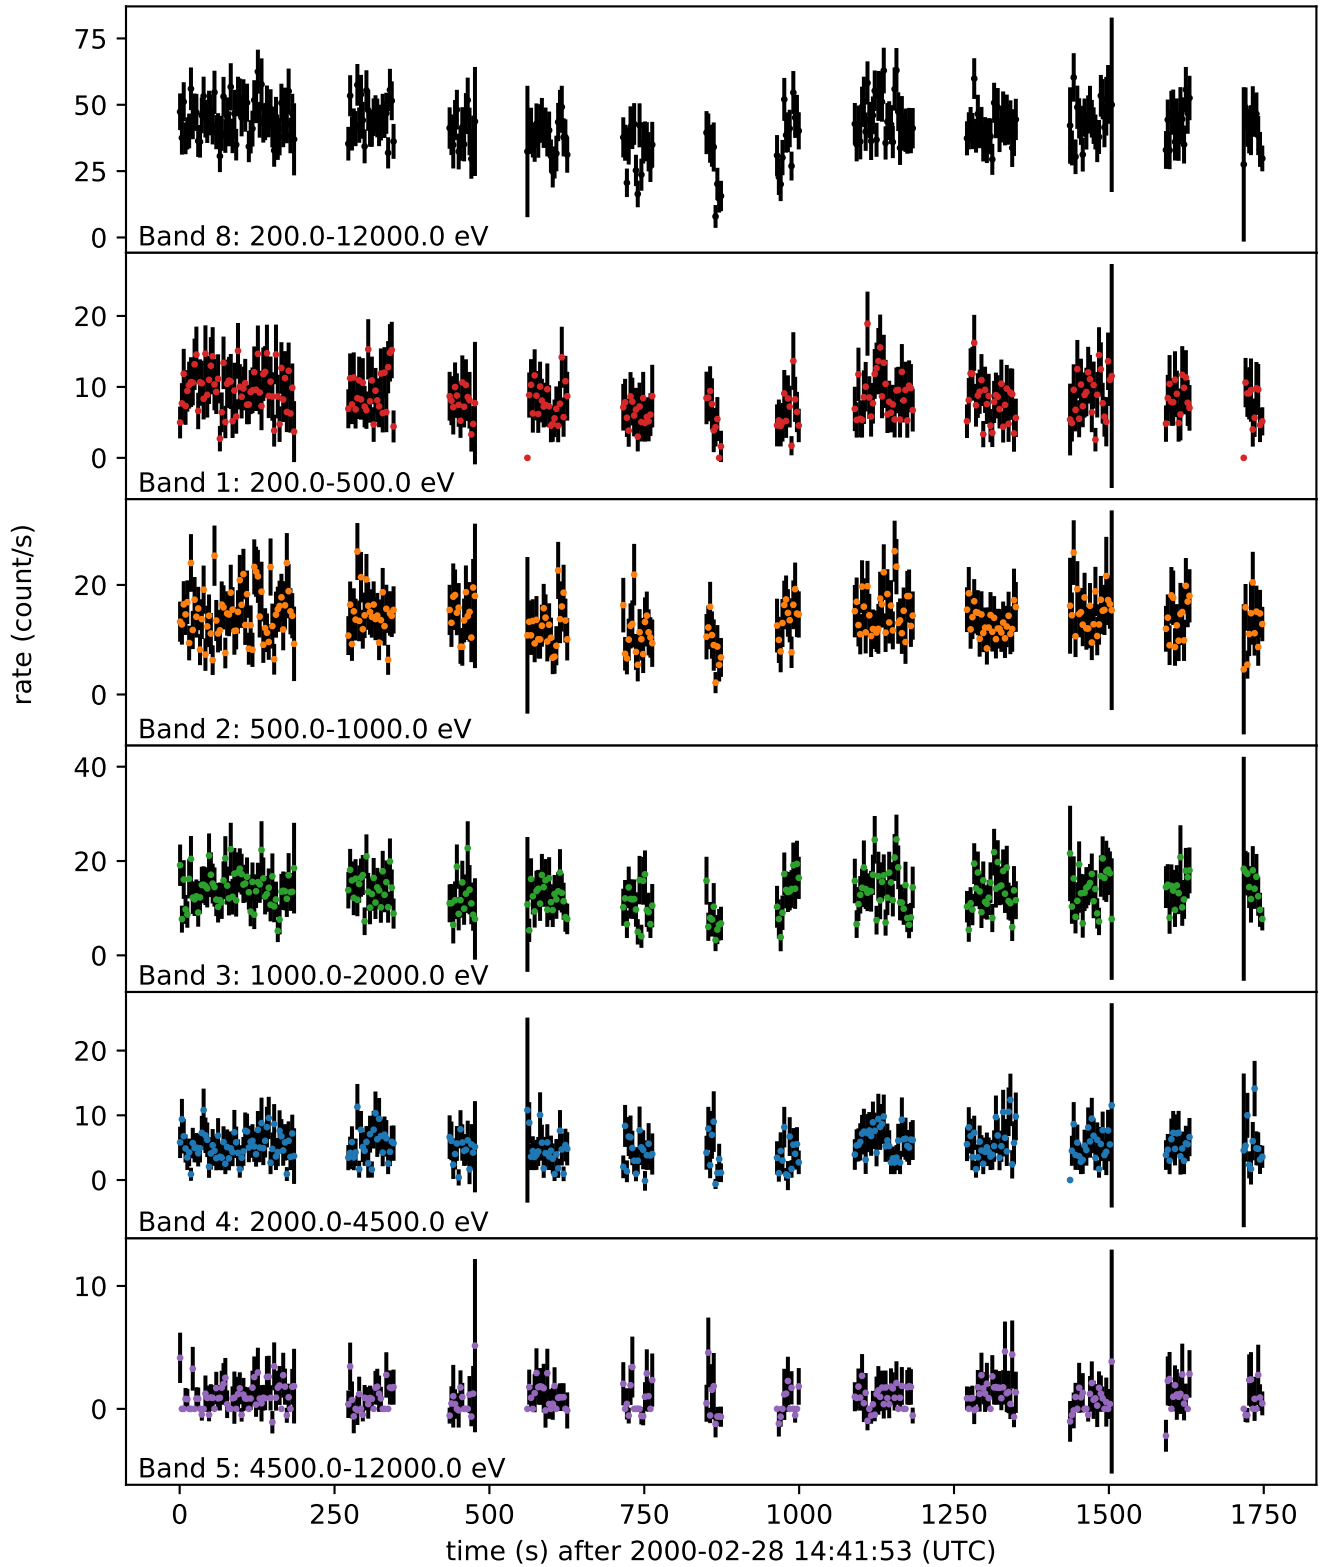 75
50
25
0
Band 8: 200.0-12000.0 eV
20
10
0
Band 1: 200.0-500.0 eV
20
0
Band 2: 500.0-1000.0 eV
rate (count/s)
40
20
0
Band 3: 1000.0-2000.0 eV
20
10
0
Band 4: 2000.0-4500.0 eV
10
0
Band 5: 4500.0-12000.0 eV
0 250 500 750 1000 1250 1500 1750
time (s) after 2000-02-28 14:41:53 (UTC)